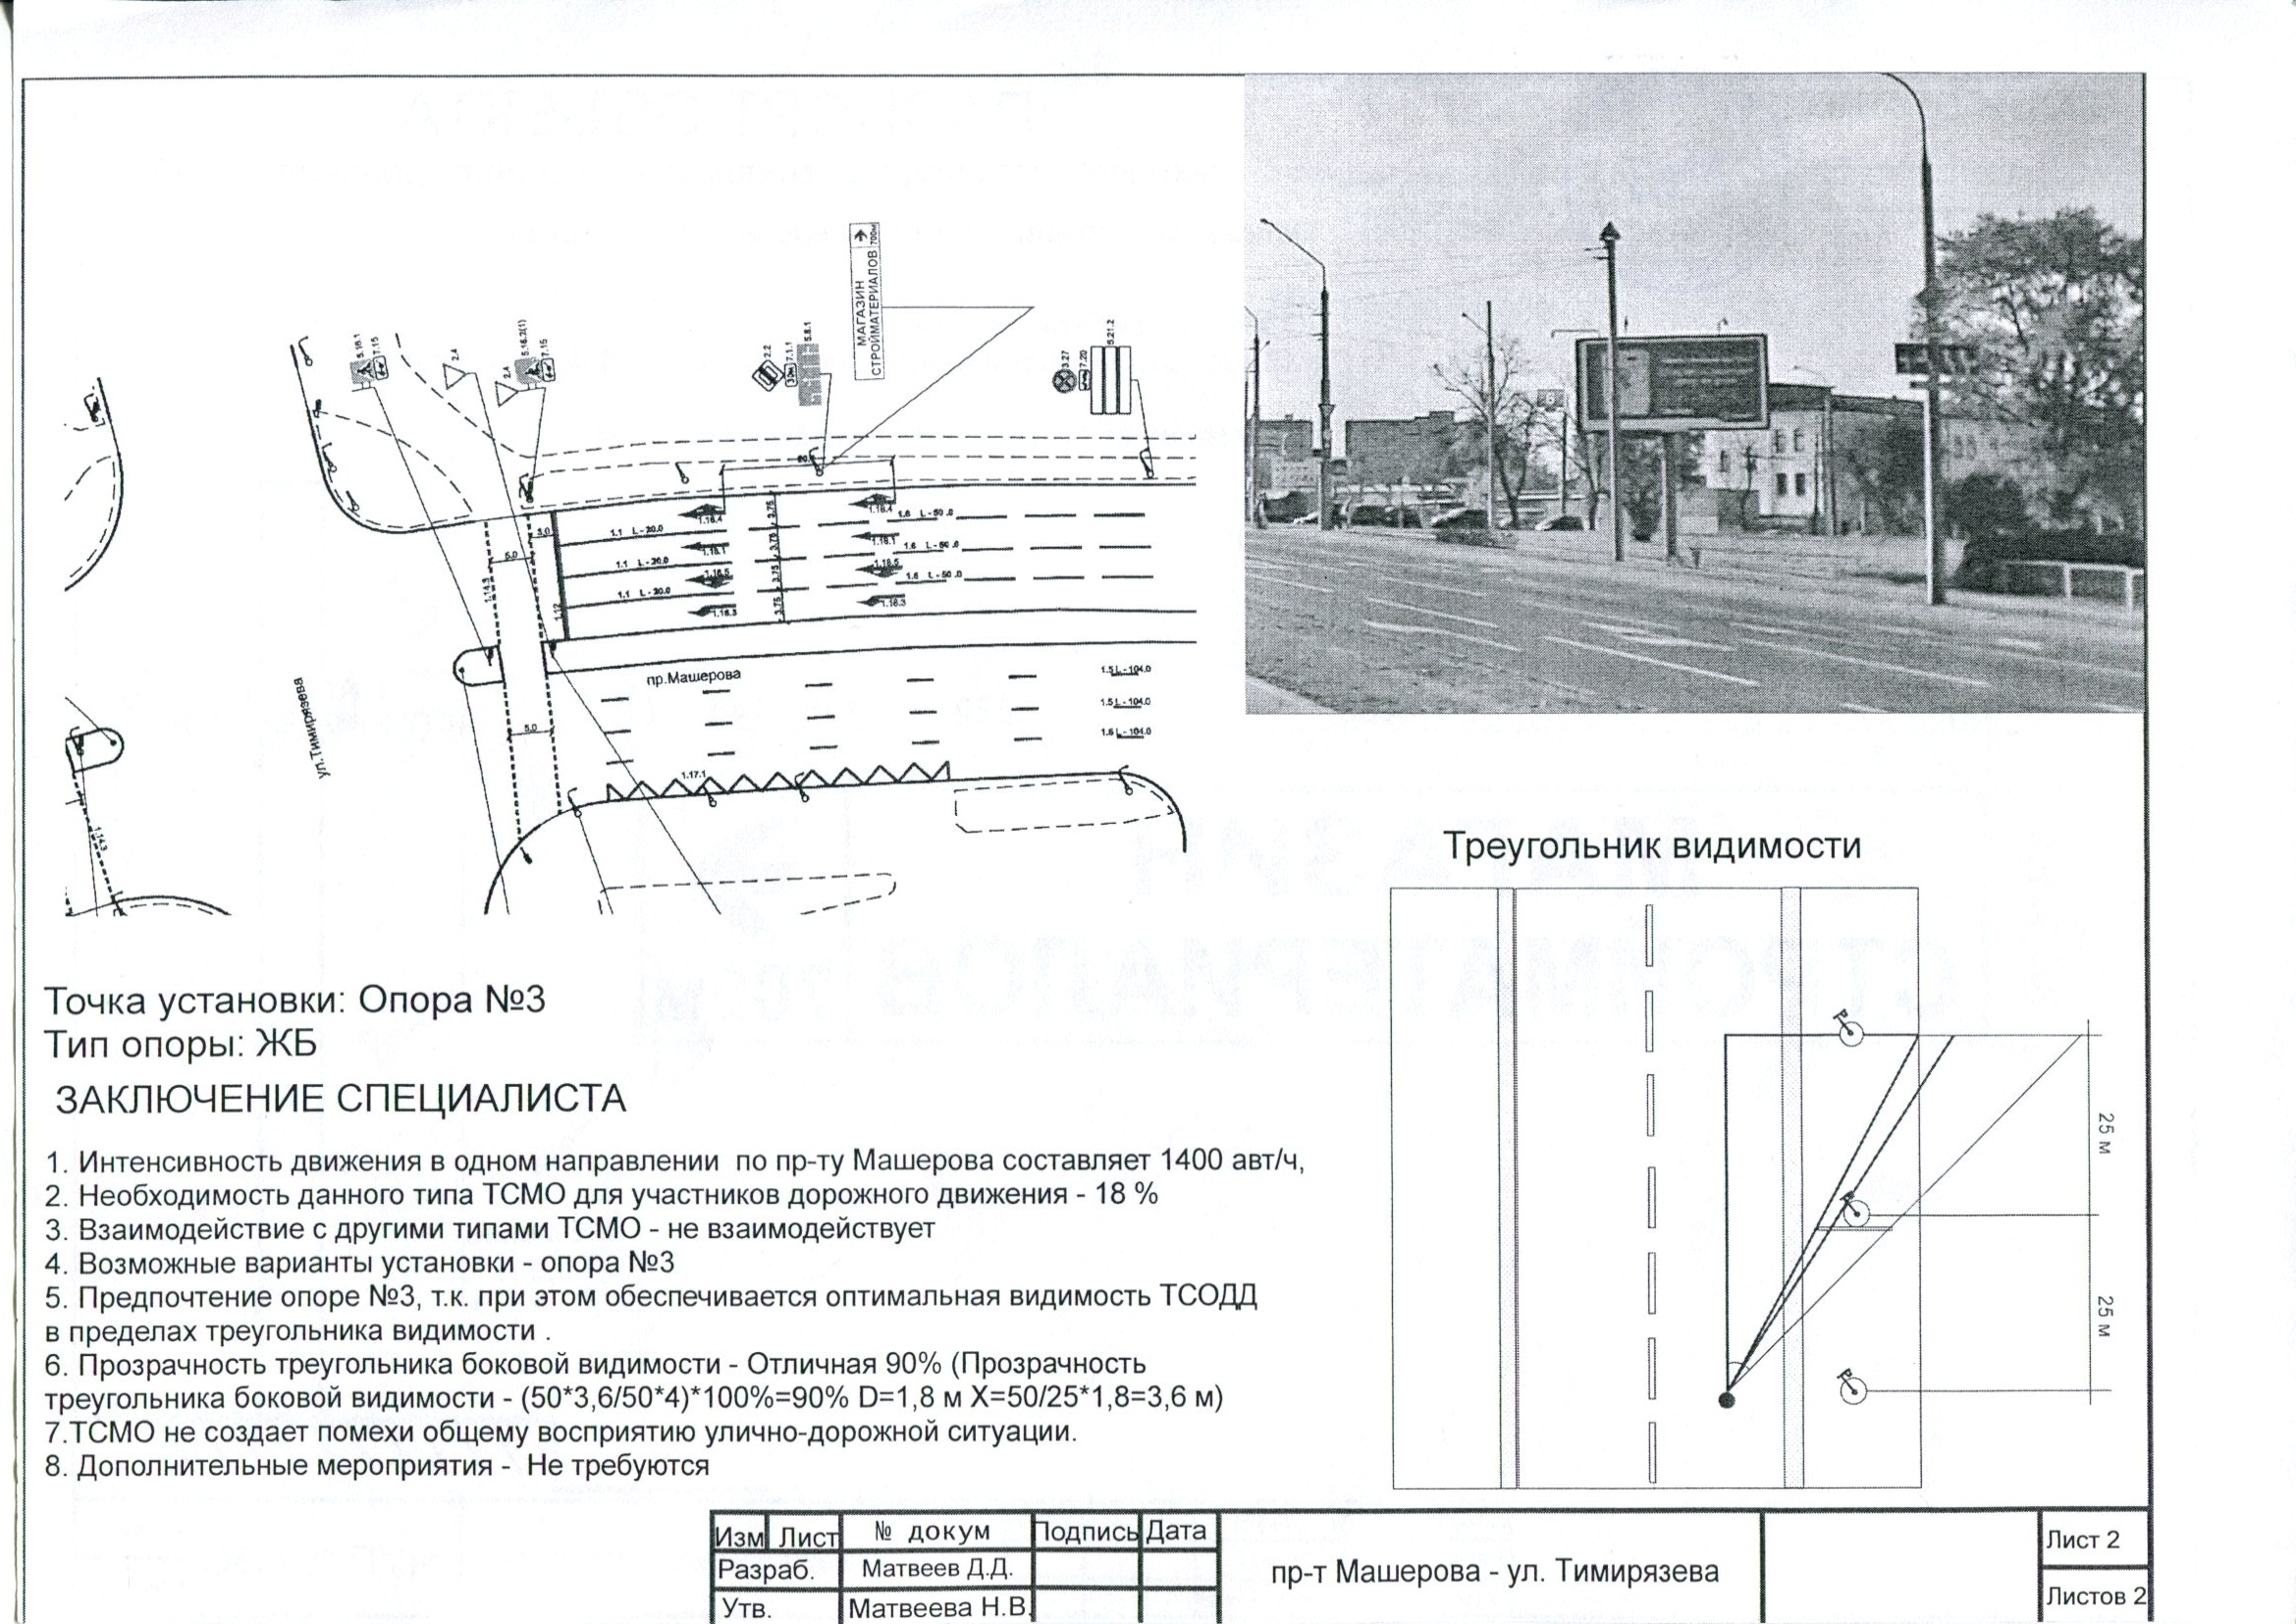 МАГАЗИН
СТРОЙМАТЕРИАЛОВ 700м
5.16.1
7.15
2.4
2.4
5.16.2(1)
7.15
2.2
7.1.1
5.8.1
3.27
7.20
5.21.2
1.1 L-20.0
1.1 L-20.0
1.1 L-20.0
1.6 L-50.0
1.6 L-50.0
1.6 L-50.0
1.16.4
1.16.1
1.16.5
1.16.3
1.16.4
1.16.1
1.16.5
1.16.3
3.75
3.75
3.75
3.75
5.0
3.0
1.14.3
1.12
5.0
пр.Машерова
ул.Тимирязева
1.5 L-104.0
1.5 L-104.0
1.6 L-104.0
1.17.1
Треугольник видимости
25 м
25 м
Точка установки: Опора №3
Тип опоры: ЖБ
ЗАКЛЮЧЕНИЕ СПЕЦИАЛИСТА
1. Интенсивность движения в одном направлении по пр-ту Машерова составляет 1400 авт/ч,
2. Необходимость данного типа ТСМО для участников дорожного движения - 18 %
3. Взаимодействие с другими типами ТСМО - не взаимодействует
4. Возможные варианты установки - опора №3
5. Предпочтение опоре №3, т.к. при этом обеспечивается оптимальная видимость ТСОДД
в пределах треугольника видимости .
6. Прозрачность треугольника боковой видимости - Отличная 90% (Прозрачность
треугольника боковой видимости - (50*3,6/50*4)*100%=90% D=1,8 м X=50/25*1,8=3,6 м)
7.ТСМО не создает помехи общему восприятию улично-дорожной ситуации.
8. Дополнительные мероприятия - Не требуются
Изм Лист № докум Подпись Дата
Разраб. Матвеев Д.Д.
Утв. Матвеева Н.В.
пр-т Машерова - ул. Тимирязева
Лист 2
Листов 2